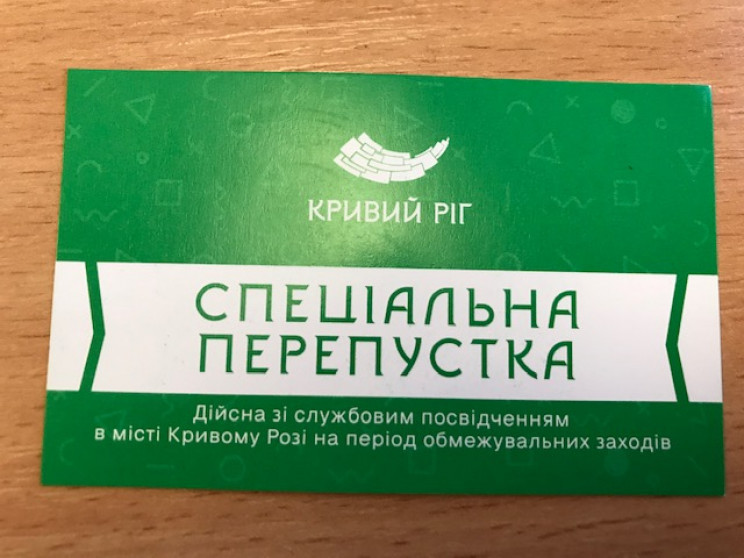 КРИВИЙ РІГ
СПЕЦІАЛЬНА
ПЕРЕПУСТКА
Дійсна зі службовим посвідченням
в місті Кривому Розі на період обмежувальних заходів